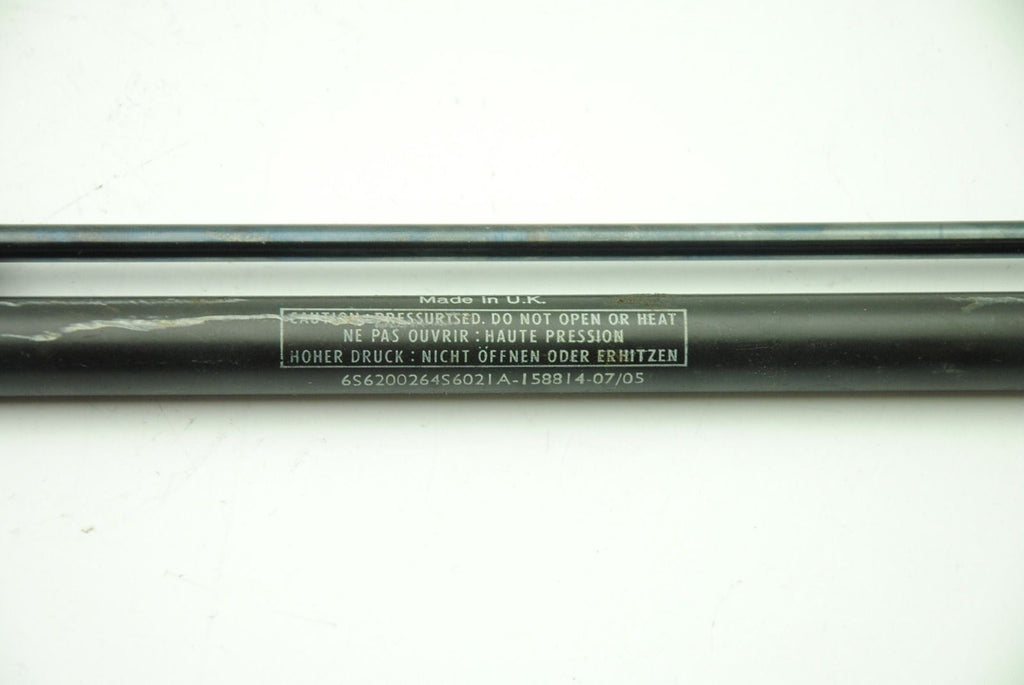 Made in U.K.
CAUTION: PRESSURISED. DO NOT OPEN OR HEAT
NE PAS OUVRIR : HAUTE PRESSION
HOHER DRUCK : NICHT ÖFFNEN ODER ERHITZEN
6S6200264S6021A-158814-07/05